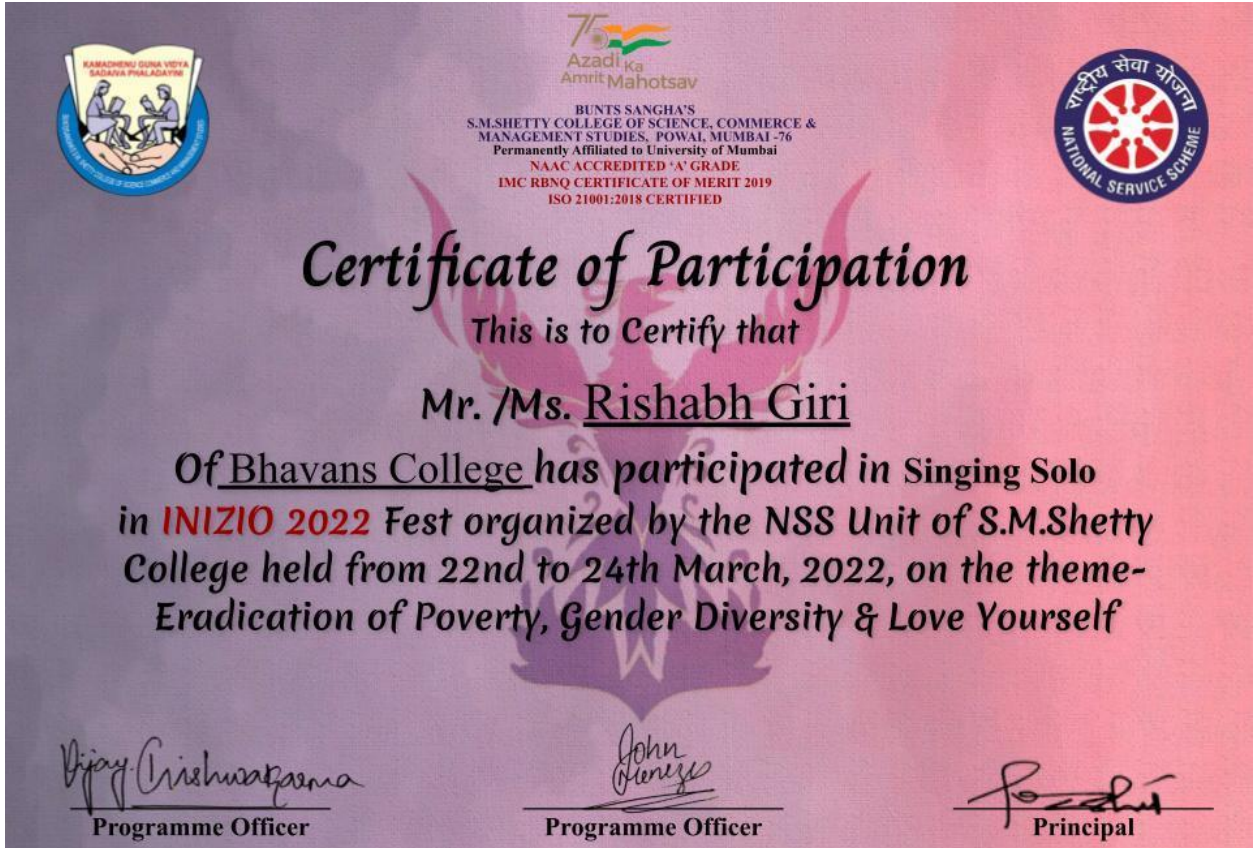 KAMADHENU GUNA VIDYA
SADAIVA PHALADAYINI
75
Azadi Ka
Amrit Mahotsav
BUNTS SANGHA'S
S.M.SHETTY COLLEGE OF SCIENCE, COMMERCE &
MANAGEMENT STUDIES, POWAI, MUMBAI -76
Permanently Affiliated to University of Mumbai
NAAC ACCREDITED ‘A’ GRADE
IMC RBNQ CERTIFICATE OF MERIT 2019
ISO 21001:2018 CERTIFIED
राष्ट्रीय सेवा योजना
NATIONAL SERVICE SCHEME
Certificate of Participation
This is to Certify that
Mr. /Ms. Rishabh Giri
Of Bhavans College has participated in Singing Solo
in INIZIO 2022 Fest organized by the NSS Unit of S.M.Shetty
College held from 22nd to 24th March, 2022, on the theme-
Eradication of Poverty, Gender Diversity & Love Yourself
Vijay Vishwakarma
John Menezes
Programme Officer
Programme Officer
Principal